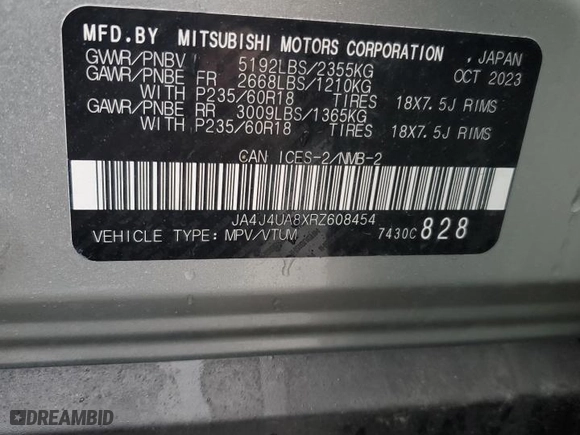 MFD.BY MITSUBISHI MOTORS CORPORATION , JAPAN
GVWR/PNBV 5192LBS/2355KG OCT 2023
GAWR/PNBE FR 2668LBS/1210KG
WITH P235/60R18 TIRES 18X7.5J RIMS
GAWR/PNBE RR 3009LBS/1365KG
WITH P235/60R18 TIRES 18X7.5J RIMS
CAN ICES-2/NMB-2
JA4J4UA8XRZ608454
VEHICLE TYPE:MPV/VTUM 7430C 828
DREAMBID